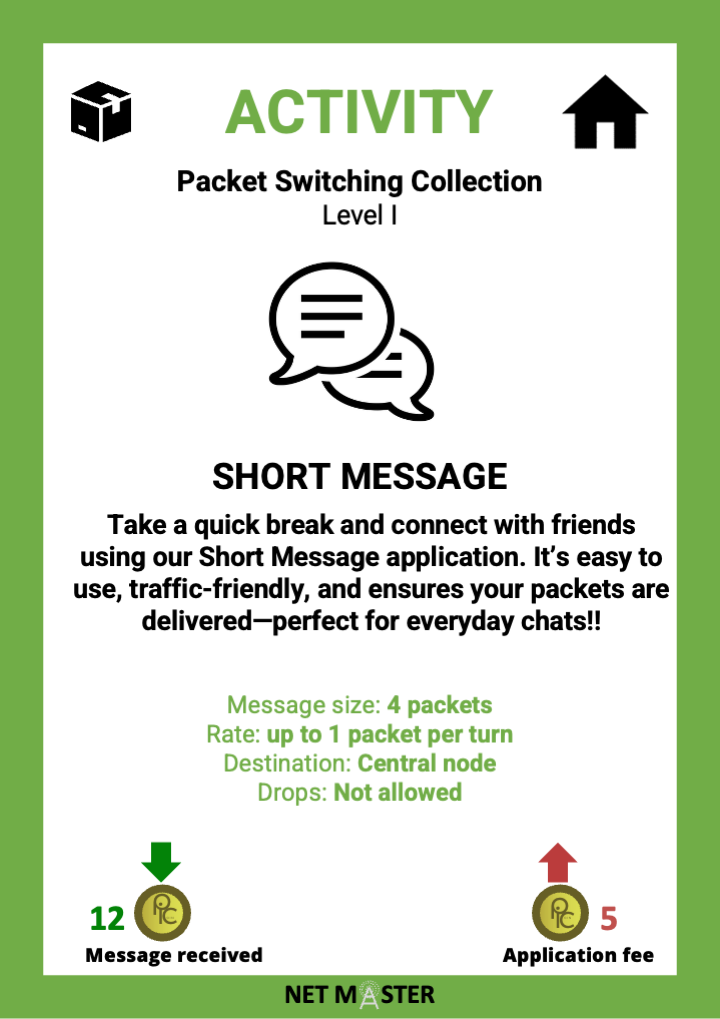 ACTIVITY
Packet Switching Collection
Level I
SHORT MESSAGE
Take a quick break and connect with friends
using our Short Message application. It’s easy to
use, traffic-friendly, and ensures your packets are
delivered—perfect for everyday chats!!
Message size: 4 packets
Rate: up to 1 packet per turn
Destination: Central node
Drops: Not allowed
12
5
Message received
Application fee
NET MASTER